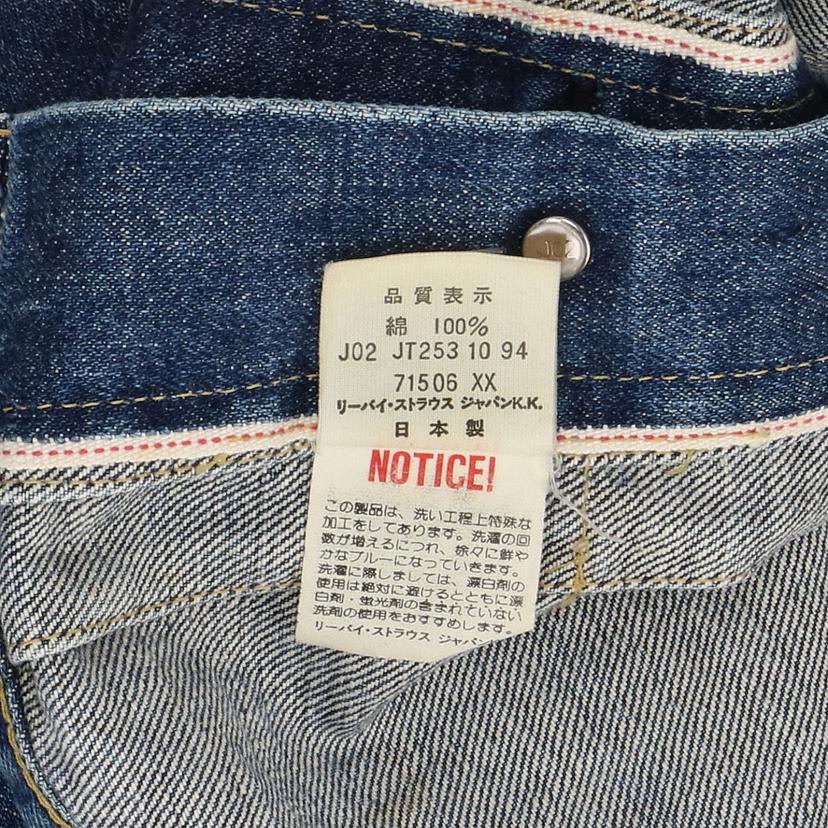 品質表示
綿 100%
J02 JT253 10 94
71506 XX
リーバイ・ストラウス ジャパンK.K.
日本製
NOTICE!
この製品は、洗い工程上特殊な
加工をしてあります。洗濯の回
数が増えるにつれ、徐々に鮮や
かなブルーになっていきます。
洗濯に際しましては、漂白剤の
使用は絶対に避けるとともに漂
白剤・蛍光剤の含まれていない
洗剤の使用をおすすめします。
リーバイ・ストラウス ジャパン